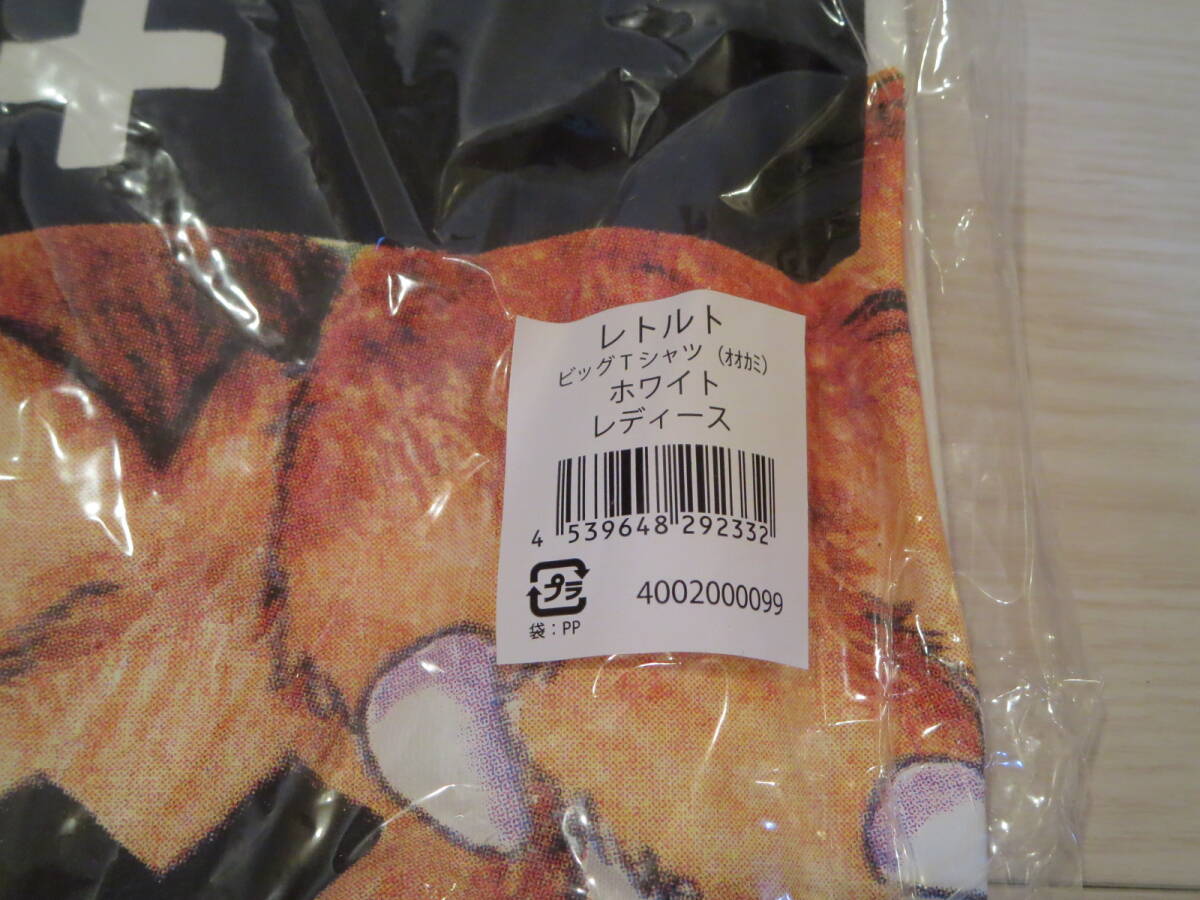 レトルト
ビッグTシャツ (ｵｵｶﾐ)
ホワイト
レディース
4 539648 292332
プラ
4002000099
袋:PP